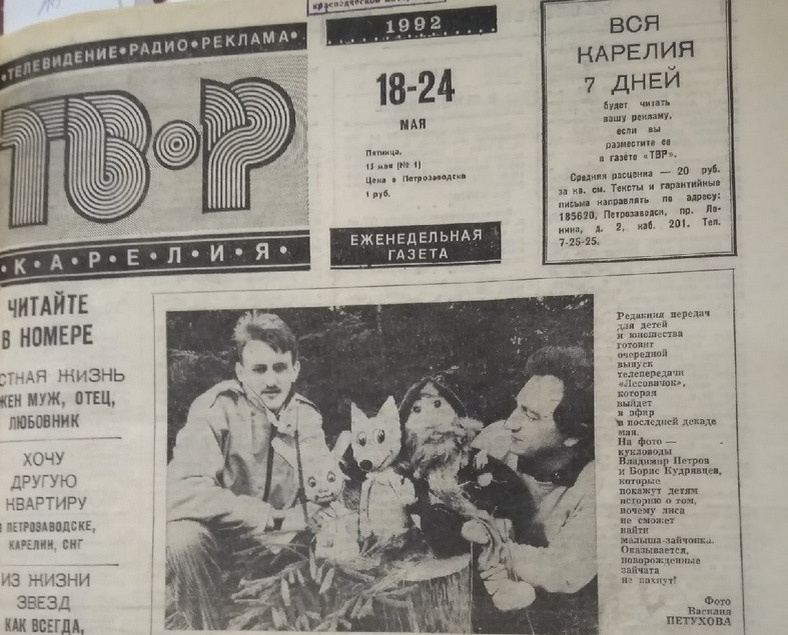 •ТЕЛЕВИДЕНИЕ•РАДИО•РЕКЛАМА•
ТВ•Р
•К•А•Р•Е•Л•И•Я•
1992
18-24
МАЯ
Пятница,
15 мая (№ 1)
Цена в Петрозаводске
1 руб.
ЕЖЕНЕДЕЛЬНАЯ
ГАЗЕТА
ВСЯ
КАРЕЛИЯ
7 ДНЕЙ
будет читать
вашу рекламу,
если вы
разместите ее
в газете «ТВР».
Средняя расценка — 20 руб.
за кв. см. Тексты и гарантийные
письма направлять по адресу:
185620, Петрозаводск, пр. Ле-
нина, д. 2, каб. 201. Тел.
7-25-25.
ЧИТАЙТЕ
В НОМЕРЕ
СТНАЯ ЖИЗНЬ
ЖЕН МУЖ, ОТЕЦ,
ЛЮБОВНИК
ХОЧУ
ДРУГУЮ
КВАРТИРУ
В ПЕТРОЗАВОДСКЕ,
КАРЕЛИИ, СНГ
ИЗ ЖИЗНИ
ЗВЕЗД
КАК ВСЕГДА,
Редакция передач
для детей
и юношества
готовит
очередной
выпуск
телепередачи
«Лесовичок»,
которая
выйдет
в эфир
в последней декаде
мая.
На фото —
кукловоды
Владимир Петров
и Борис Кудрявцев,
которые
покажут детям
историю о том,
почему лиса
не сможет
найти
малыша-зайчонка.
Оказывается,
новорожденные
зайчата
не пахнут!
Фото
Василия
ПЕТУХОВА